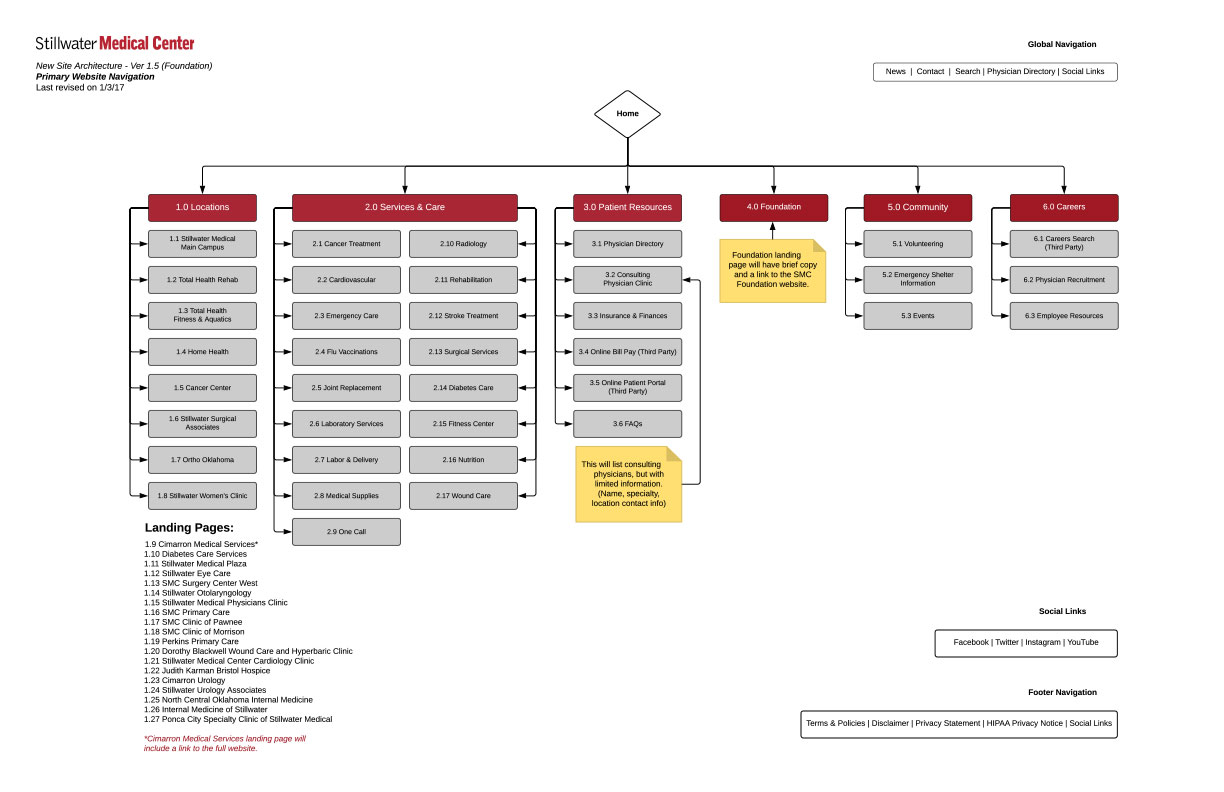 Stillwater Medical Center
New Site Architecture - Ver 1.5 (Foundation)
Primary Website Navigation
Last revised on 1/3/17
Global Navigation
News | Contact | Search | Physician Directory | Social Links
Home
1.0 Locations
1.1 Stillwater Medical
Main Campus
1.2 Total Health Rehab
1.3 Total Health
Fitness & Aquatics
1.4 Home Health
1.5 Cancer Center
1.6 Stillwater Surgical
Associates
1.7 Ortho Oklahoma
1.8 Stillwater Women's Clinic
Landing Pages:
1.9 Cimarron Medical Services*
1.10 Diabetes Care Services
1.11 Stillwater Medical Plaza
1.12 Stillwater Eye Care
1.13 SMC Surgery Center West
1.14 Stillwater Otolaryngology
1.15 Stillwater Medical Physicians Clinic
1.16 SMC Primary Care
1.17 SMC Clinic of Pawnee
1.18 SMC Clinic of Morrison
1.19 Perkins Primary Care
1.20 Dorothy Blackwell Wound Care and Hyperbaric Clinic
1.21 Stillwater Medical Center Cardiology Clinic
1.22 Judith Karman Bristol Hospice
1.23 Cimarron Urology
1.24 Stillwater Urology Associates
1.25 North Central Oklahoma Internal Medicine
1.26 Internal Medicine of Stillwater
1.27 Ponca City Specialty Clinic of Stillwater Medical
*Cimarron Medical Services landing page will
include a link to the full website.
2.0 Services & Care
2.1 Cancer Treatment
2.2 Cardiovascular
2.3 Emergency Care
2.4 Flu Vaccinations
2.5 Joint Replacement
2.6 Laboratory Services
2.7 Labor & Delivery
2.8 Medical Supplies
2.9 One Call
2.10 Radiology
2.11 Rehabilitation
2.12 Stroke Treatment
2.13 Surgical Services
2.14 Diabetes Care
2.15 Fitness Center
2.16 Nutrition
2.17 Wound Care
3.0 Patient Resources
3.1 Physician Directory
3.2 Consulting
Physician Clinic
3.3 Insurance & Finances
3.4 Online Bill Pay (Third Party)
3.5 Online Patient Portal
(Third Party)
3.6 FAQs
This will list consulting
physicians, but with
limited information.
(Name, specialty,
location contact info)
4.0 Foundation
Foundation landing
page will have brief copy
and a link to the SMC
Foundation website.
5.0 Community
5.1 Volunteering
5.2 Emergency Shelter
Information
5.3 Events
6.0 Careers
6.1 Careers Search
(Third Party)
6.2 Physician Recruitment
6.3 Employee Resources
Social Links
Facebook | Twitter | Instagram | YouTube
Footer Navigation
Terms & Policies | Disclaimer | Privacy Statement | HIPAA Privacy Notice | Social Links